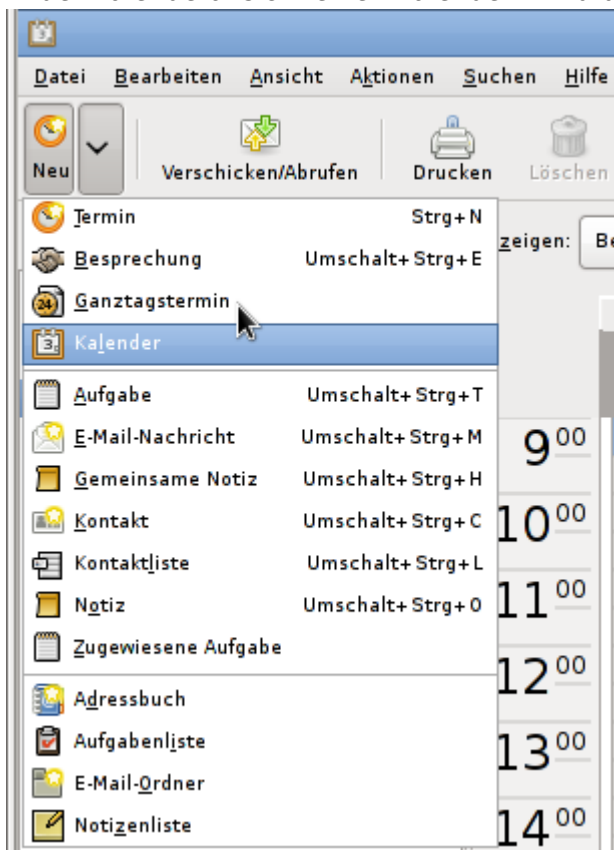 Datei Bearbeiten Ansicht Aktionen Suchen Hilfe
Neu Verschicken/Abrufen Drucken Löschen
Termin Strg+N
zeigen: Be
Besprechung Umschalt+Strg+E
Ganztagstermin
Kalender
Aufgabe Umschalt+Strg+T
E-Mail-Nachricht Umschalt+Strg+M
9 00
Gemeinsame Notiz Umschalt+Strg+H
Kontakt Umschalt+Strg+C
10 00
Kontaktliste Umschalt+Strg+L
Notiz Umschalt+Strg+O
11 00
Zugewiesene Aufgabe
12 00
Adressbuch
Aufgabenliste
13 00
E-Mail-Ordner
Notizenliste
14 00